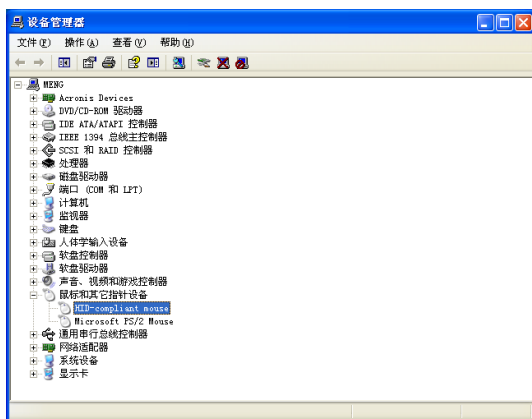 设备管理器
文件(F) 操作(A) 查看(V) 帮助(H)
MENG
Acronis Devices
DVD/CD-ROM 驱动器
IDE ATA/ATAPI 控制器
IEEE 1394 总线主控制器
SCSI 和 RAID 控制器
处理器
磁盘驱动器
端口 (COM 和 LPT)
计算机
监视器
键盘
人体学输入设备
软盘控制器
软盘驱动器
声音、视频和游戏控制器
鼠标和其它指针设备
HID-compliant mouse
Microsoft PS/2 Mouse
通用串行总线控制器
网络适配器
系统设备
显示卡